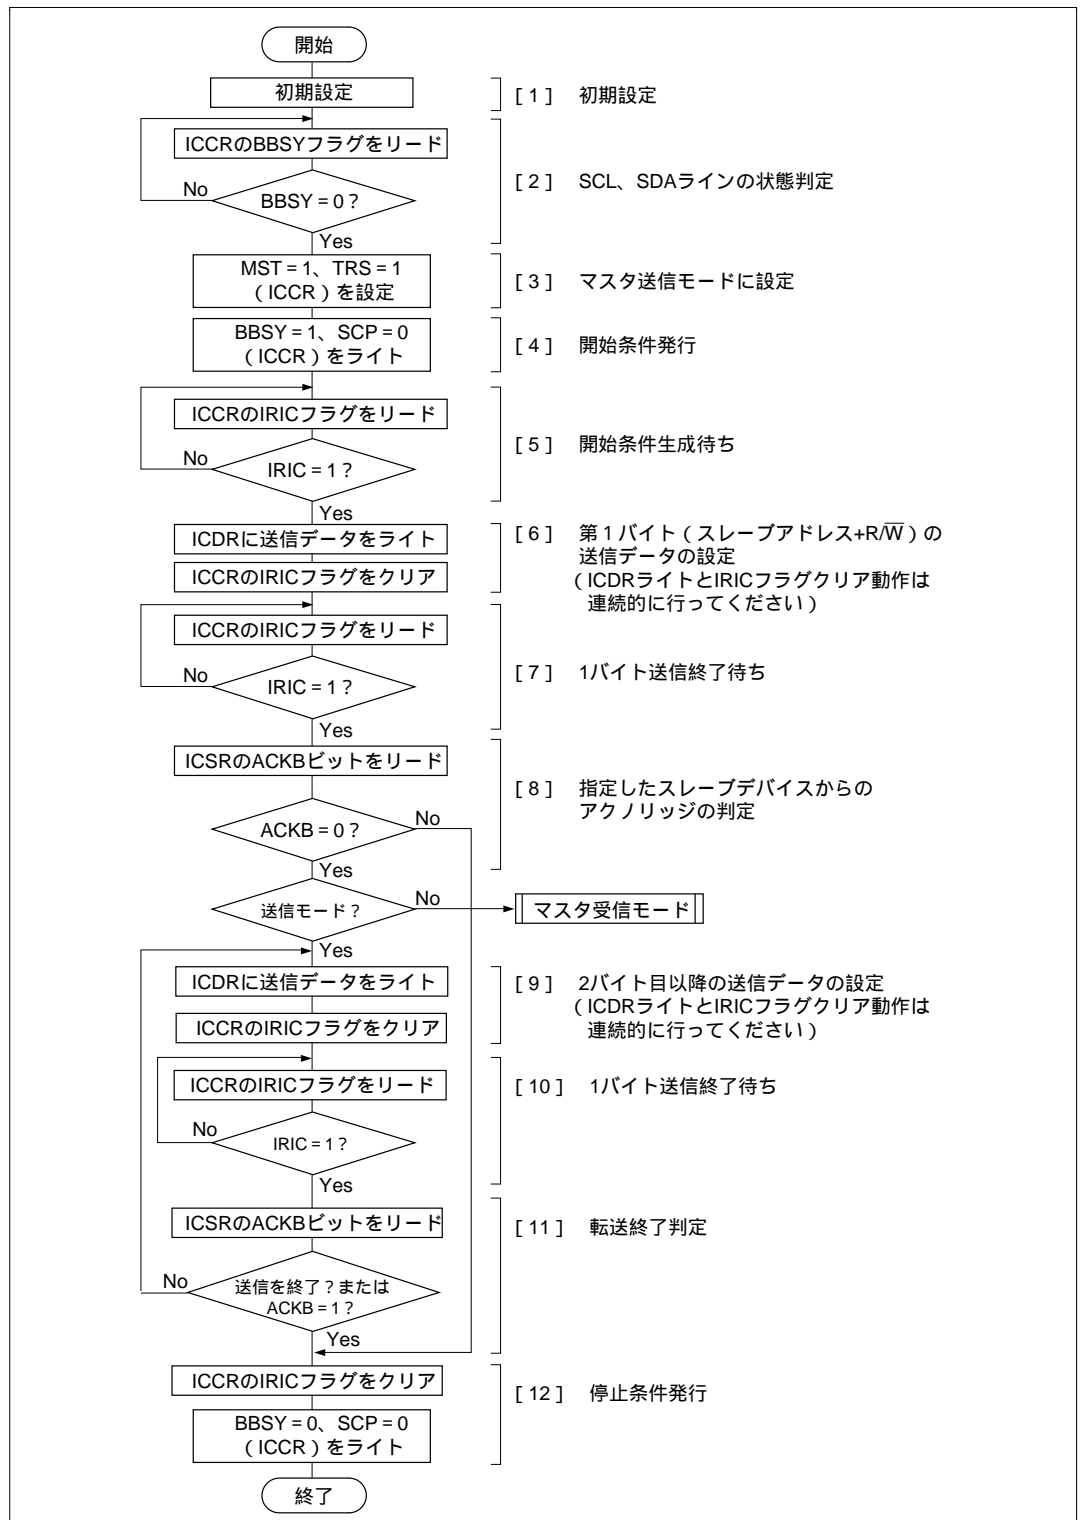 開始
初期設定
[ 1 ] 初期設定
ICCRのBBSYフラグをリード
[ 2 ] SCL、SDAラインの状態判定
No
BBSY = 0 ?
Yes
MST = 1、TRS = 1
( ICCR ) を設定
[ 3 ] マスタ送信モードに設定
BBSY = 1、SCP = 0
( ICCR ) をライト
[ 4 ] 開始条件発行
ICCRのIRICフラグをリード
[ 5 ] 開始条件生成待ち
No
IRIC = 1 ?
Yes
ICDRに送信データをライト
ICCRのIRICフラグをクリア
[ 6 ] 第1バイト ( スレーブアドレス+R/W̅ ) の
送信データの設定
( ICDRライトとIRICフラグクリア動作は
連続的に行ってください )
ICCRのIRICフラグをリード
[ 7 ] 1バイト送信終了待ち
No
IRIC = 1 ?
Yes
ICSRのACKBビットをリード
[ 8 ] 指定したスレーブデバイスからの
アクノリッジの判定
ACKB = 0 ?
No
Yes
送信モード ?
No
マスタ受信モード
Yes
ICDRに送信データをライト
ICCRのIRICフラグをクリア
[ 9 ] 2バイト目以降の送信データの設定
( ICDRライトとIRICフラグクリア動作は
連続的に行ってください )
ICCRのIRICフラグをリード
[ 10 ] 1バイト送信終了待ち
No
IRIC = 1 ?
Yes
ICSRのACKBビットをリード
[ 11 ] 転送終了判定
No
送信を終了 ? または
ACKB = 1 ?
Yes
ICCRのIRICフラグをクリア
[ 12 ] 停止条件発行
BBSY = 0、SCP = 0
( ICCR ) をライト
終了